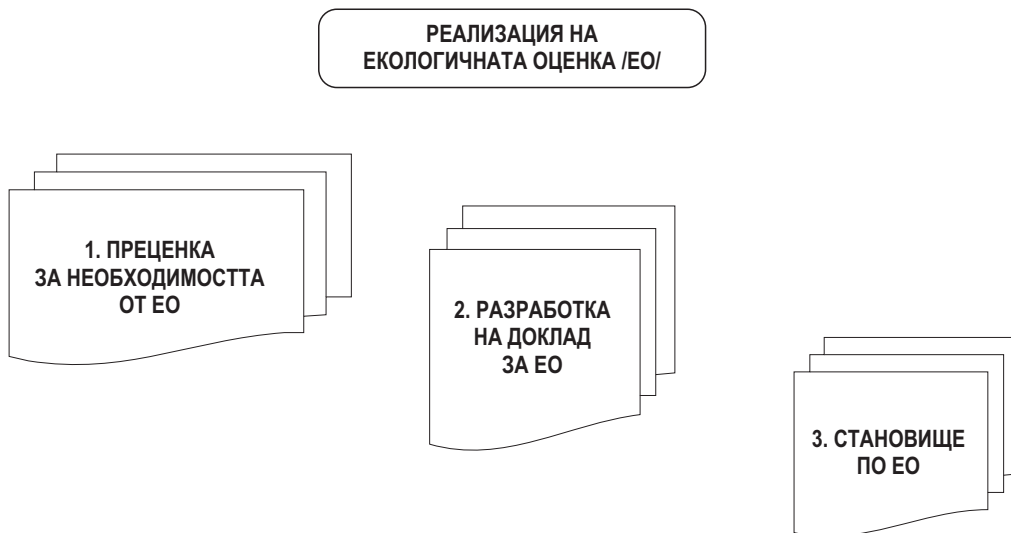 РЕАЛИЗАЦИЯ НА
ЕКОЛОГИЧНАТА ОЦЕНКА /ЕО/
1. ПРЕЦЕНКА
ЗА НЕОБХОДИМОСТТА
ОТ ЕО
2. РАЗРАБОТКА
НА ДОКЛАД
ЗА ЕО
3. СТАНОВИЩЕ
ПО ЕО